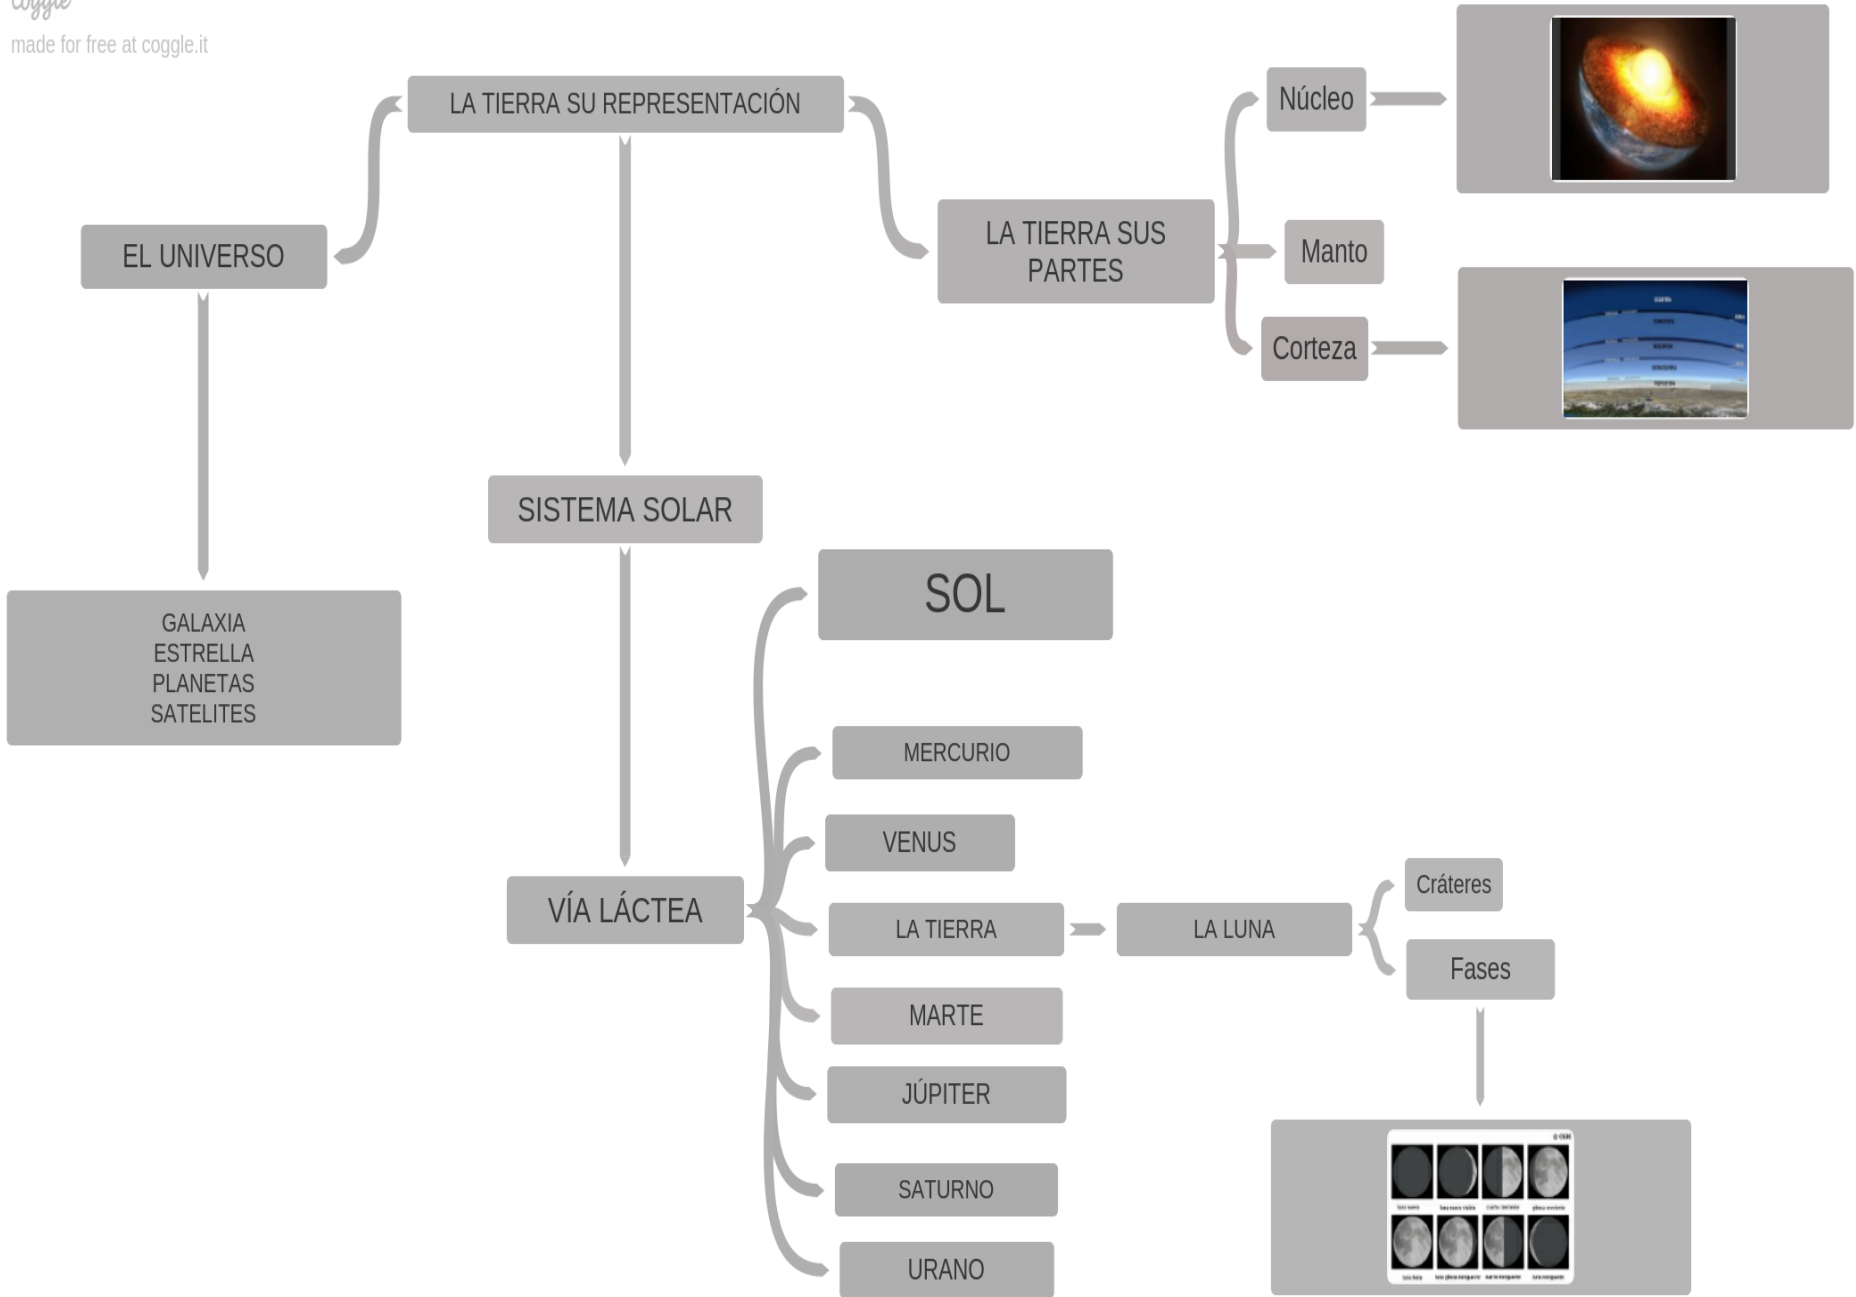 coggle
made for free at coggle.it
LA TIERRA SU REPRESENTACIÓN
EL UNIVERSO
GALAXIA
ESTRELLA
PLANETAS
SATELITES
SISTEMA SOLAR
VÍA LÁCTEA
SOL
MERCURIO
VENUS
LA TIERRA
LA LUNA
Cráteres
Fases
MARTE
JÚPITER
SATURNO
URANO
LA TIERRA SUS
PARTES
Núcleo
Manto
Corteza